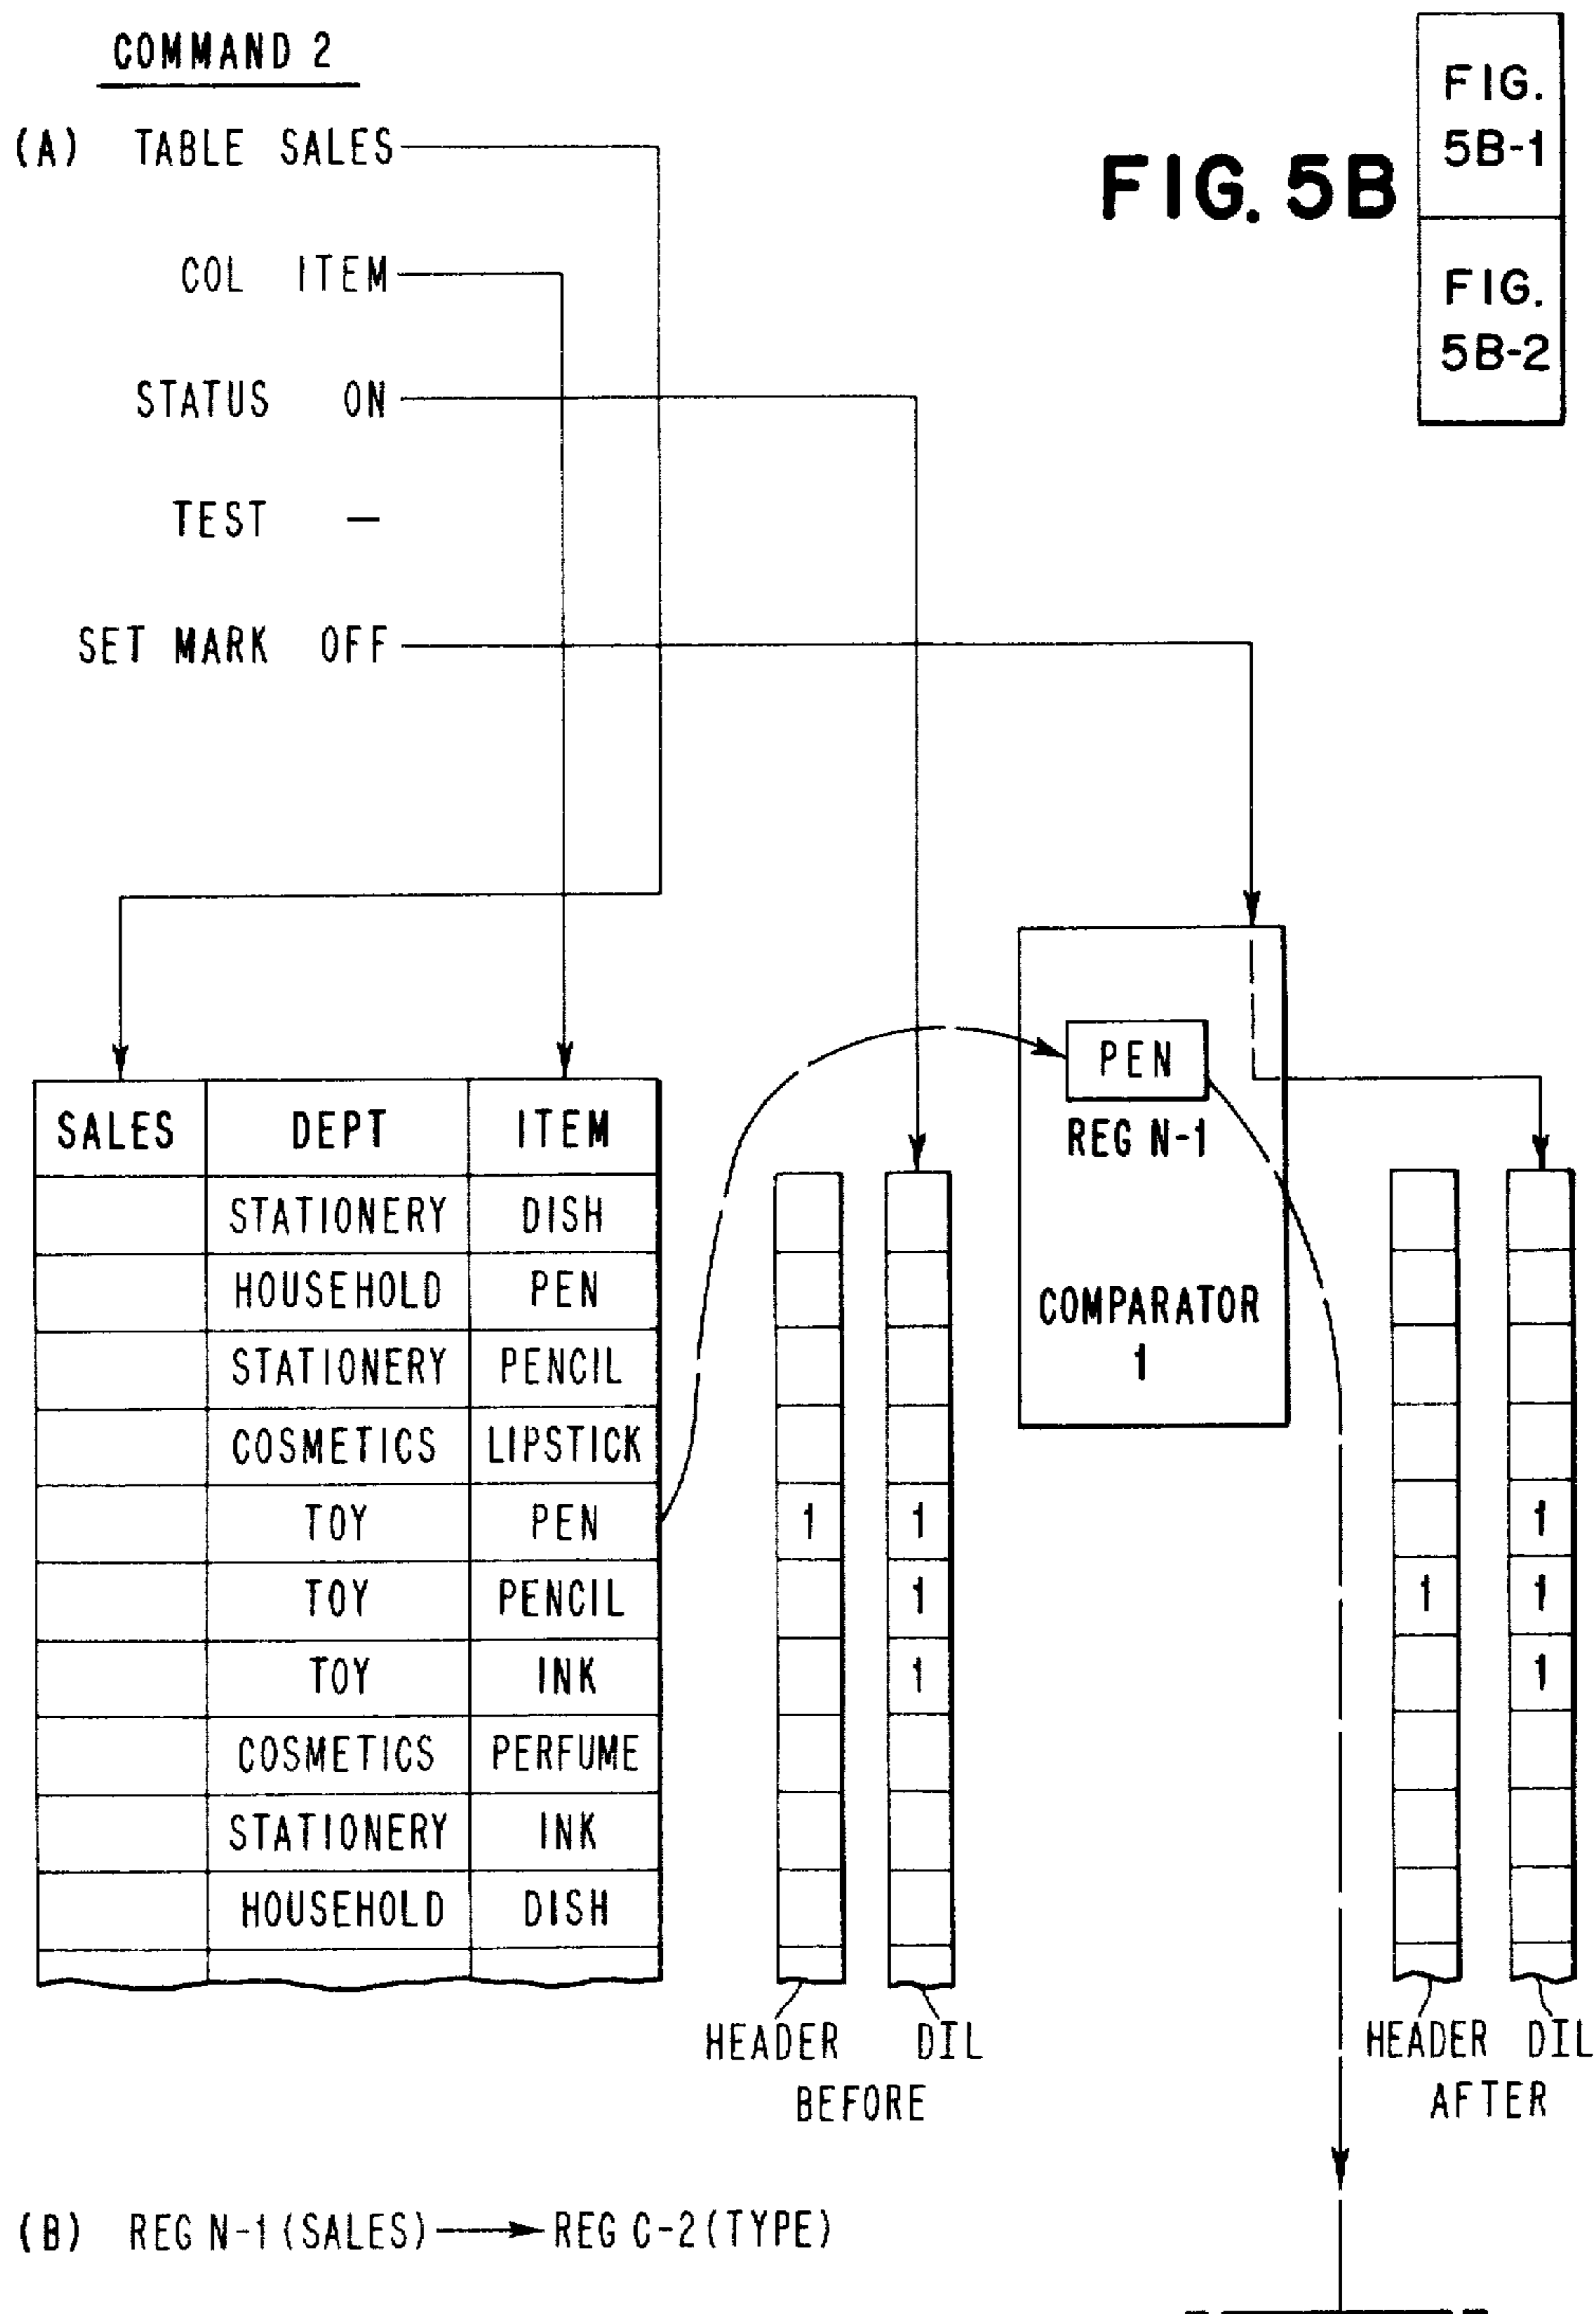 COMMAND 2
(A) TABLE SALES
COL ITEM
STATUS ON
TEST —
SET MARK OFF
FIG. 5B
FIG.
5B-1
FIG.
5B-2
SALES DEPT ITEM
STATIONERY DISH
HOUSEHOLD PEN
STATIONERY PENCIL
COSMETICS LIPSTICK
TOY PEN
TOY PENCIL
TOY INK
COSMETICS PERFUME
STATIONERY INK
HOUSEHOLD DISH
1 1
1
1
HEADER DIL
BEFORE
PEN
REG N-1
COMPARATOR
1
1
1 1
1
HEADER DIL
AFTER
(B) REG N-1 (SALES) → REG C-2 (TYPE)